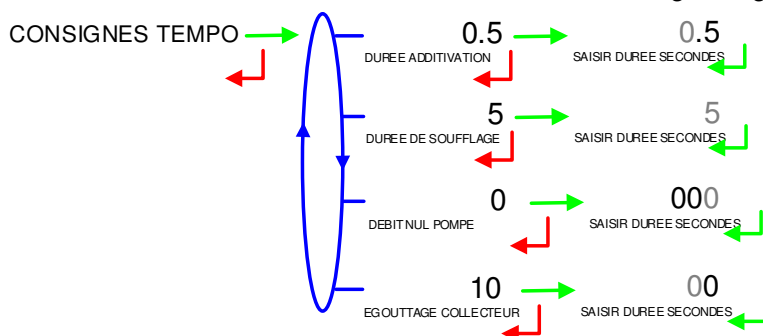 CONSIGNES TEMPO
0.5 0.5
DUREE ADDITIVATION SAISIR DUREE SECONDES
5 5
DUREE DE SOUFFLAGE SAISIR DUREE SECONDES
0 000
DEBIT NUL POMPE SAISIR DUREE SECONDES
10 00
EGOUTTAGE COLLECTEUR SAISIR DUREE SECONDES